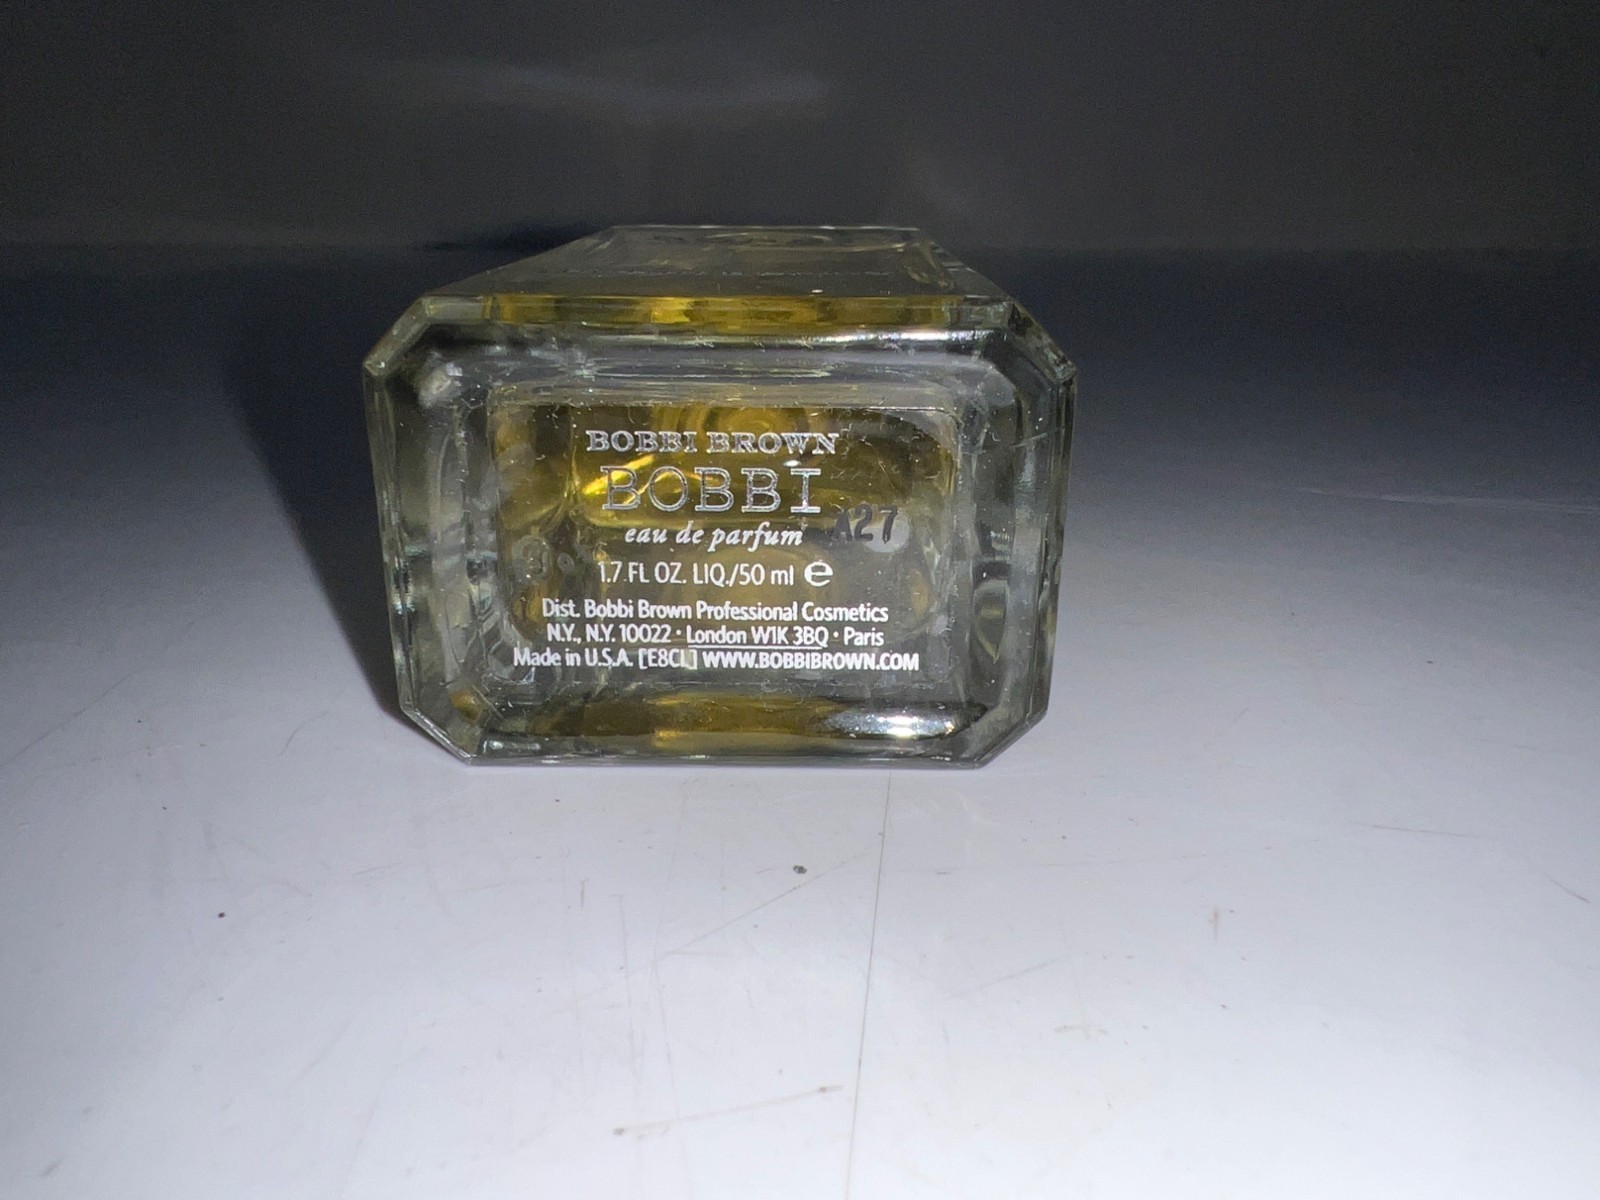 BOBBI BROWN
BOBBI
eau de parfum A27
1.7 FL OZ. LIQ./50 ml ℮
Dist. Bobbi Brown Professional Cosmetics
N.Y., N.Y. 10022 · London W1K 3BQ · Paris
Made in U.S.A. [E8CL] WWW.BOBBIBROWN.COM